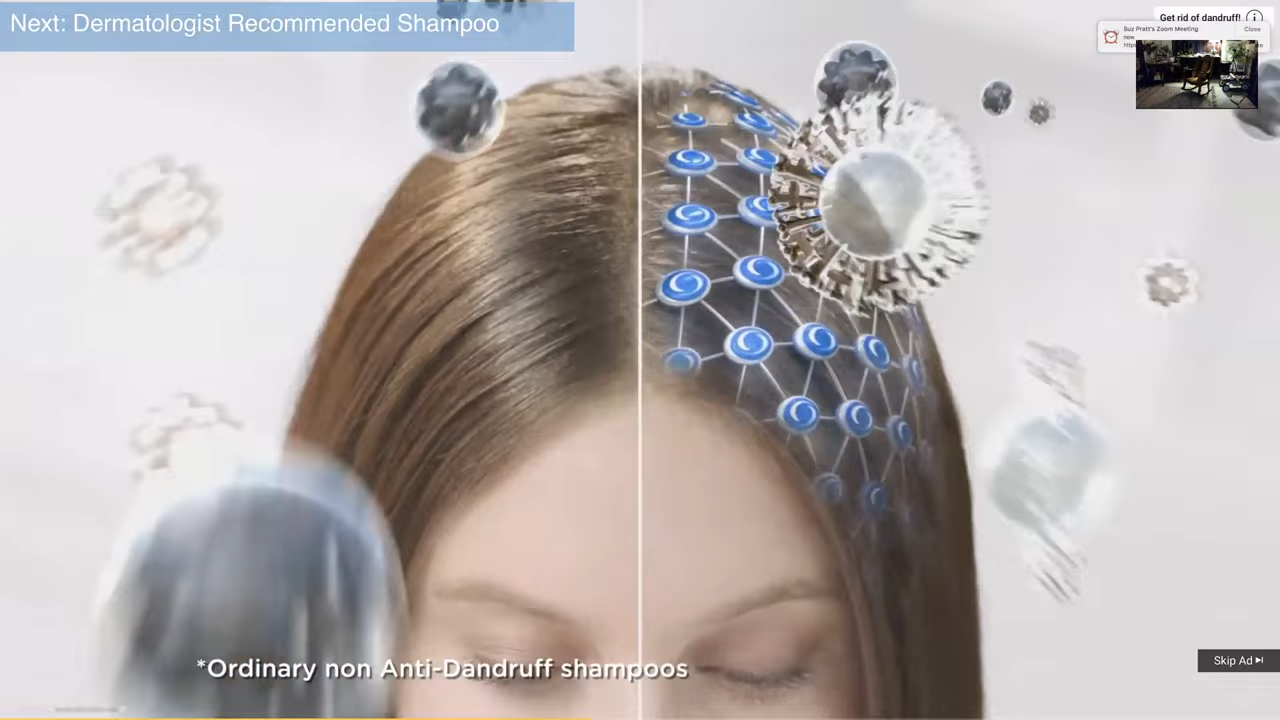 Next: Dermatologist Recommended Shampoo
Get rid of dandruff!
Suz Pratt's Zoom Meeting
Close
now
*Ordinary non Anti-Dandruff shampoos
Skip Ad